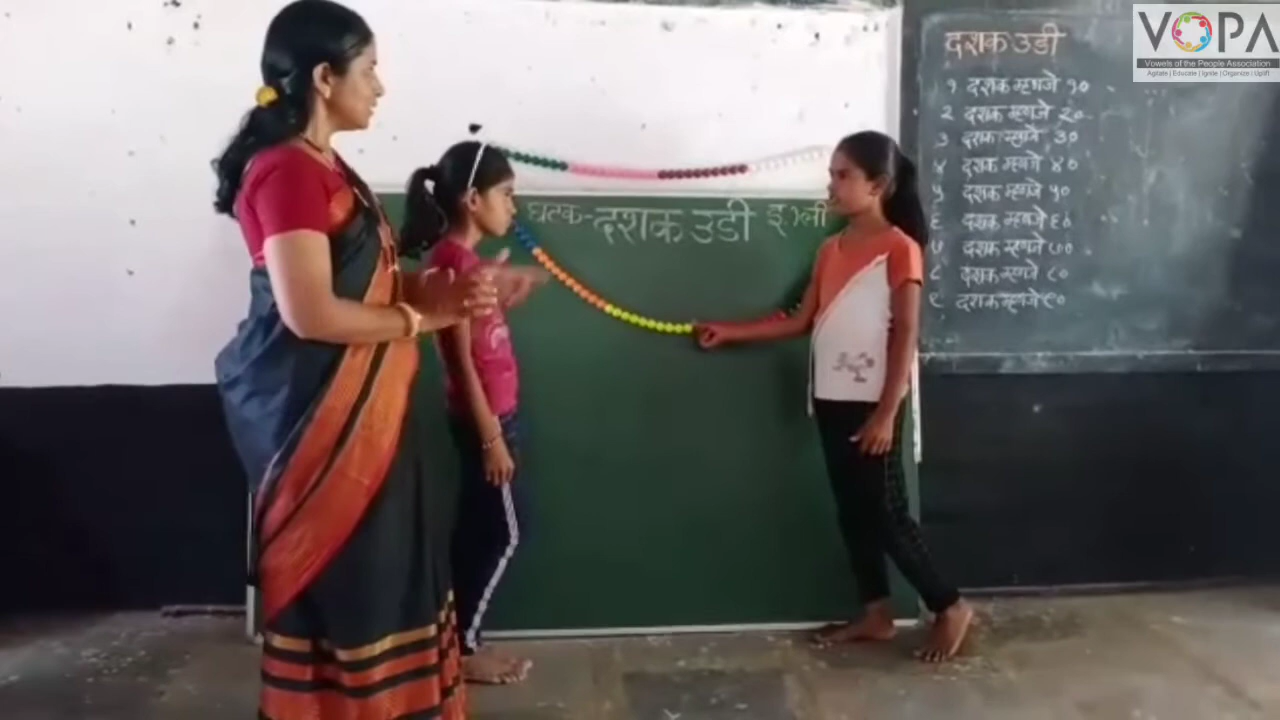 घटक- दशक उडी इ १ ली
दशक उडी
१ दशक म्हणजे १०
२ दशक म्हणजे २०
३ दशक म्हणजे ३०
४ दशक म्हणजे ४०
५ दशक म्हणजे ५०
६ दशक म्हणजे ६०
७ दशक म्हणजे ७०
८ दशक म्हणजे ८०
९ दशक म्हणजे ९०
VOPA
Vowels of the People Association
Agitate | Educate | Ignite | Organize | Uplift